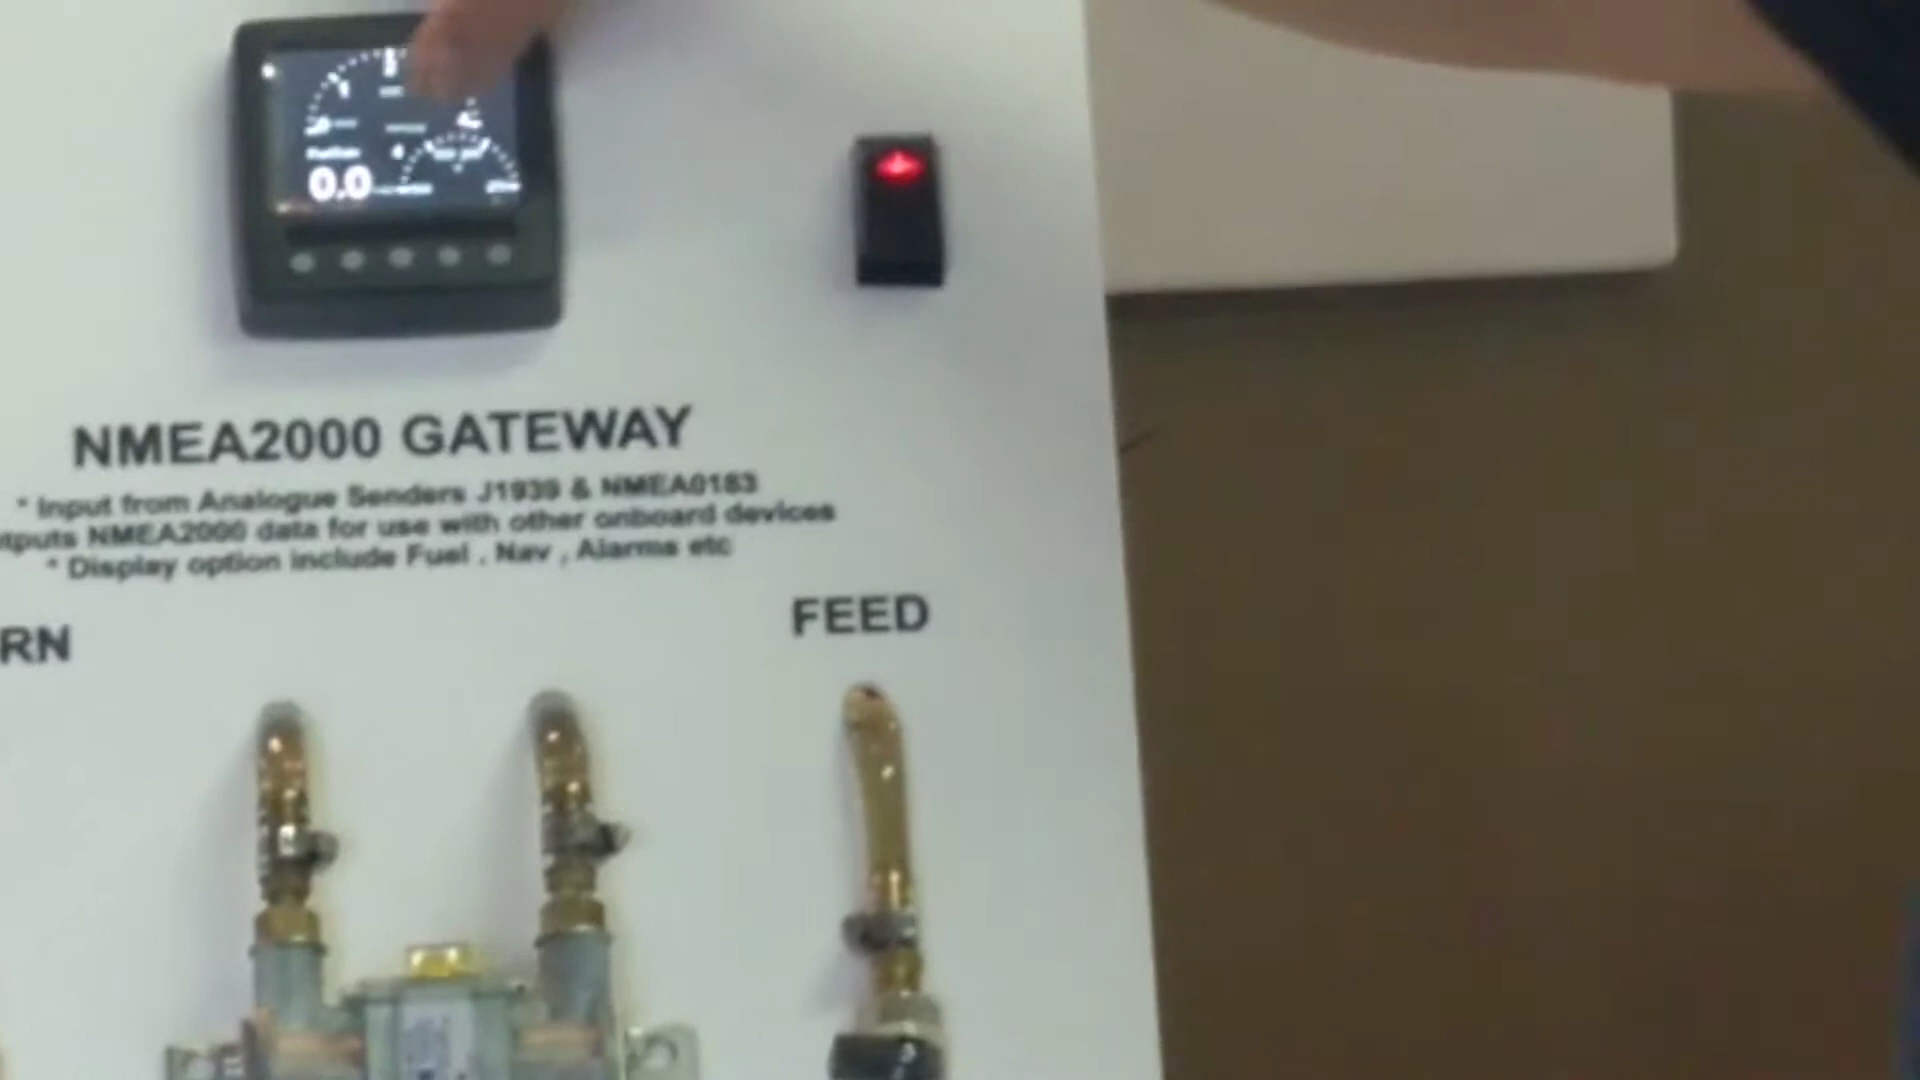 0.0
NMEA2000 GATEWAY
* Input from Analogue Senders J1939 & NMEA0183
tputs NMEA2000 data for use with other onboard devices
* Display option include Fuel . Nav , Alarms etc
RN
FEED